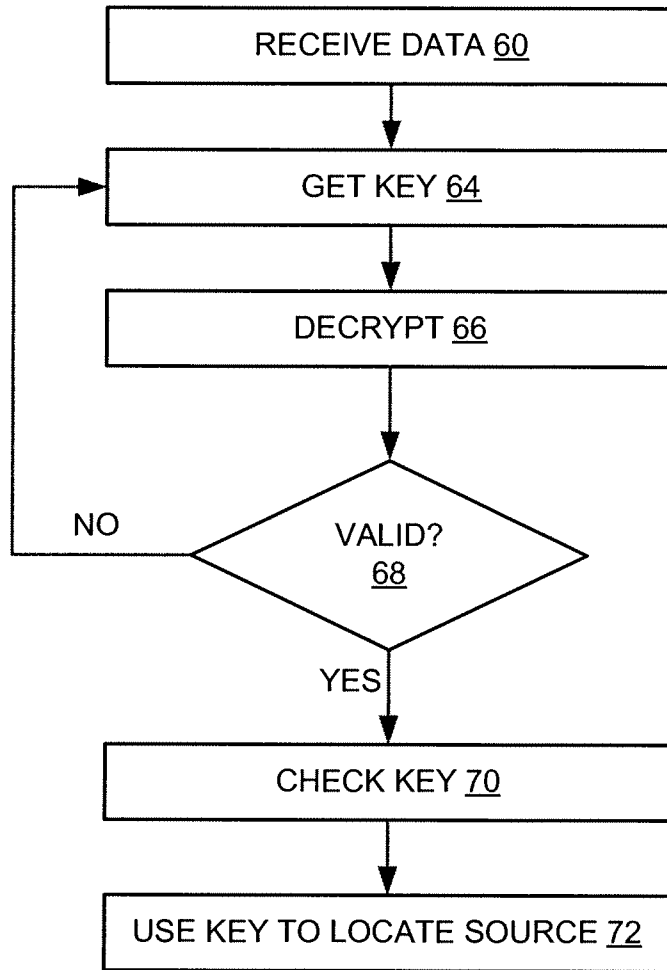 RECEIVE DATA 60
GET KEY 64
DECRYPT 66
NO
VALID?
68
YES
CHECK KEY 70
USE KEY TO LOCATE SOURCE 72